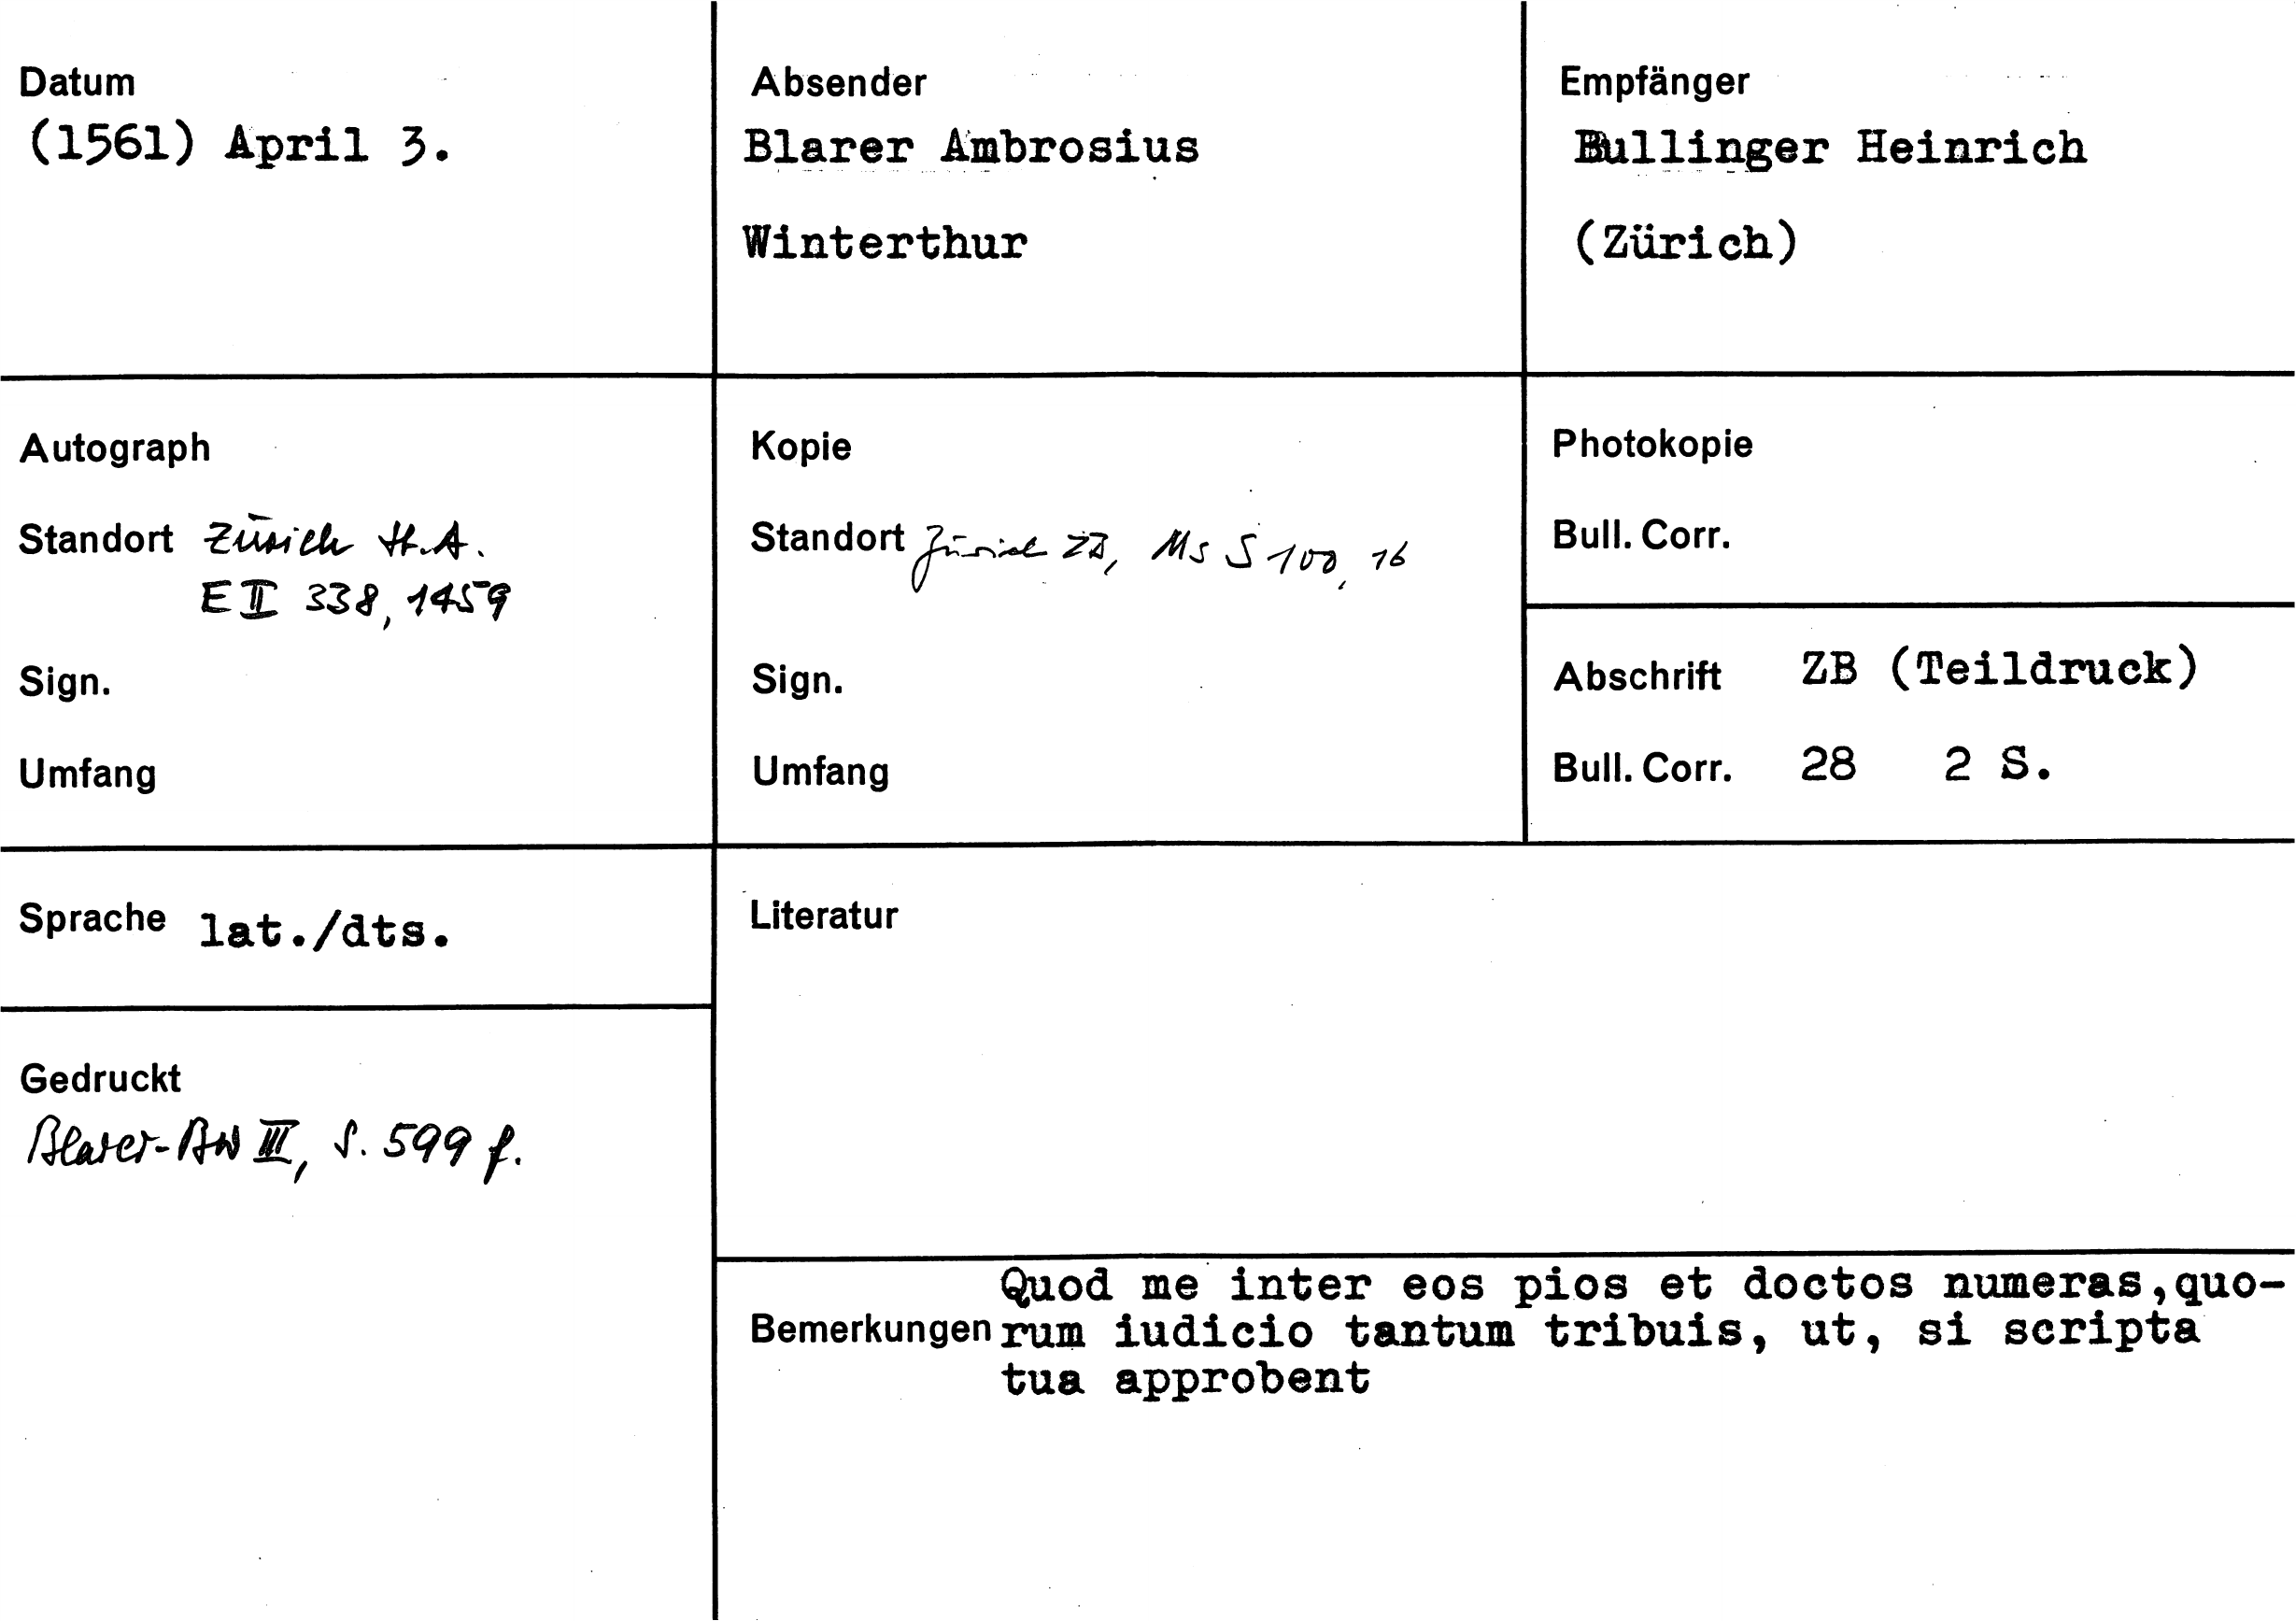 Datum
(1561) April 3.
Absender
Blarer Ambrosius
Winterthur
Empfänger
Bullinger Heinrich
(Zürich)
Autograph
Standort Zürich St.A.
E II 338, 1459
Sign.
Umfang
Kopie
Standort Zürich ZB, Ms S 100, 16
Sign.
Umfang
Photokopie
Bull. Corr.
Abschrift ZB (Teildruck)
Bull. Corr. 28 2 S.
Sprache lat./dts.
Gedruckt
Blarer-BW III, S. 599 f.
Literatur
Bemerkungen
Quod me inter eos pios et doctos numeras,quo-
rum iudicio tantum tribuis, ut, si scripta
tua approbent